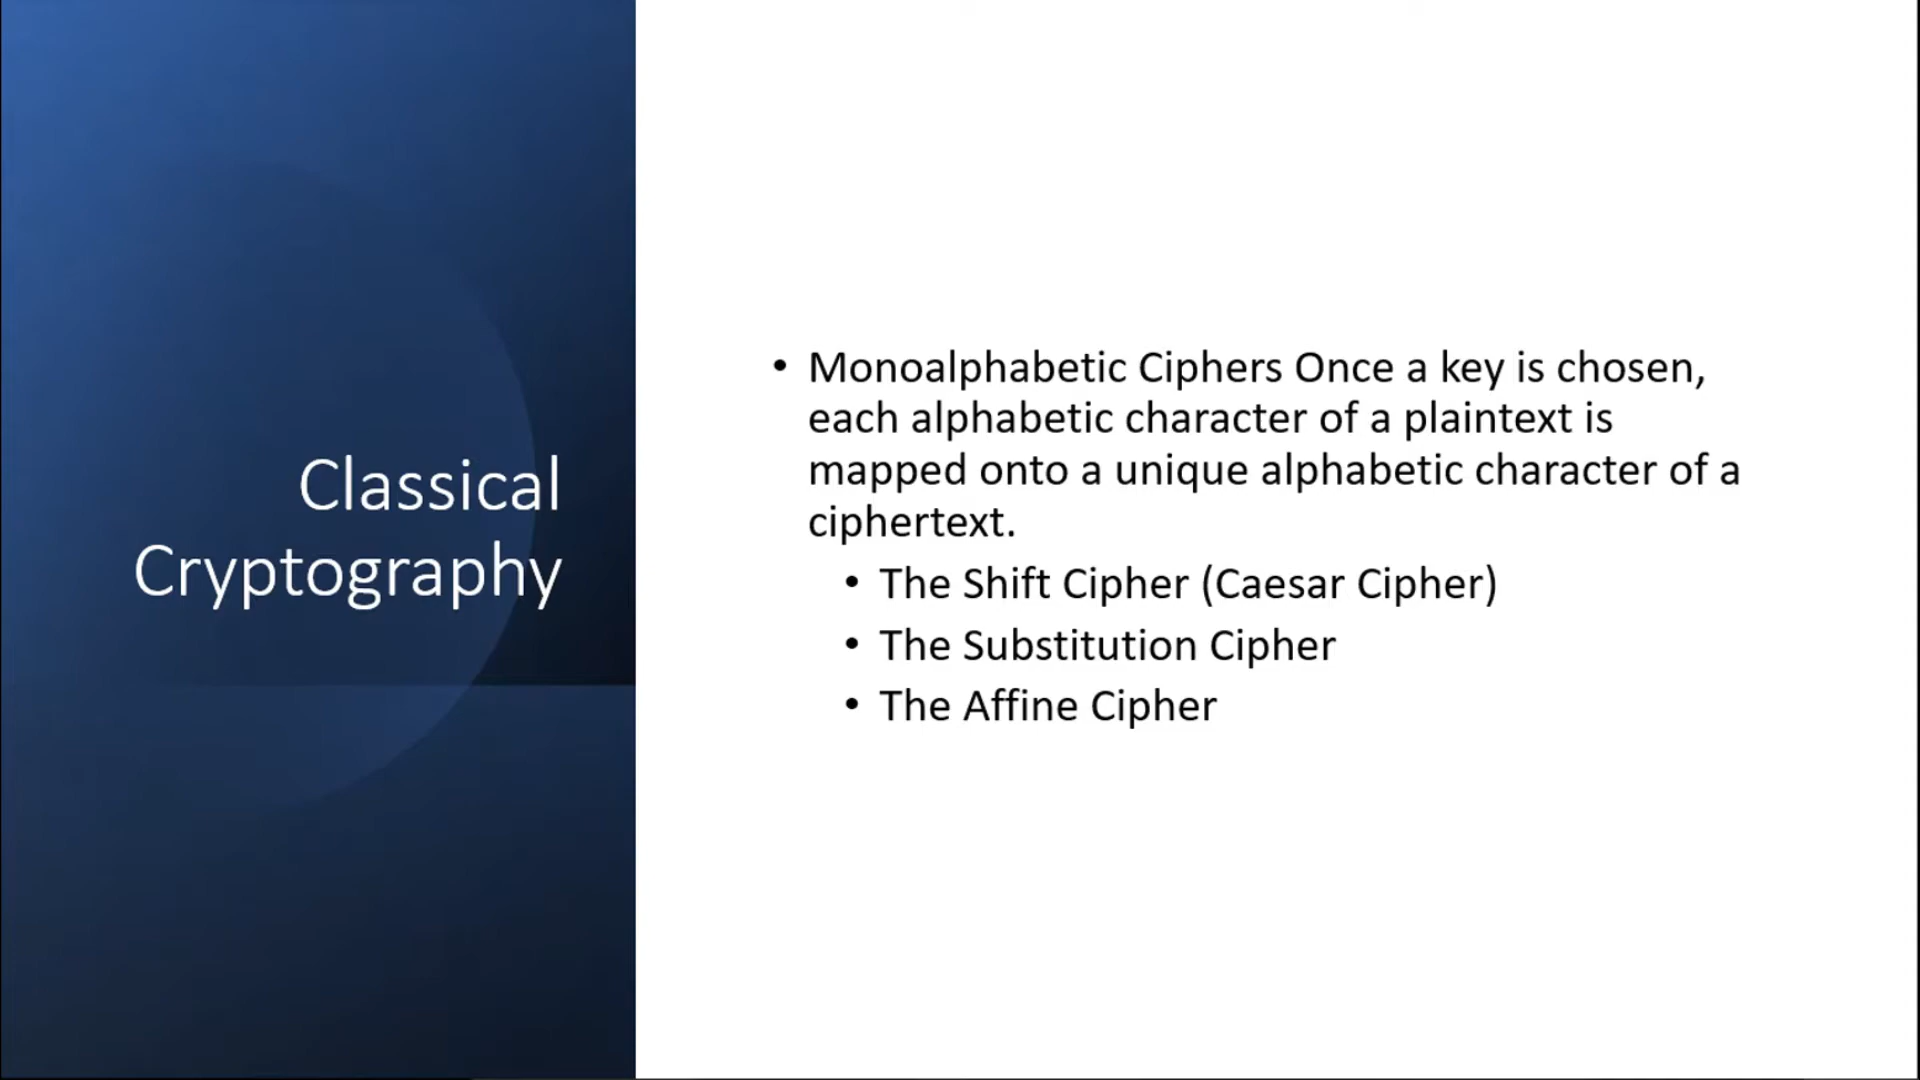 Classical
Cryptography
• Monoalphabetic Ciphers Once a key is chosen,
each alphabetic character of a plaintext is
mapped onto a unique alphabetic character of a
ciphertext.
• The Shift Cipher (Caesar Cipher)
• The Substitution Cipher
• The Affine Cipher